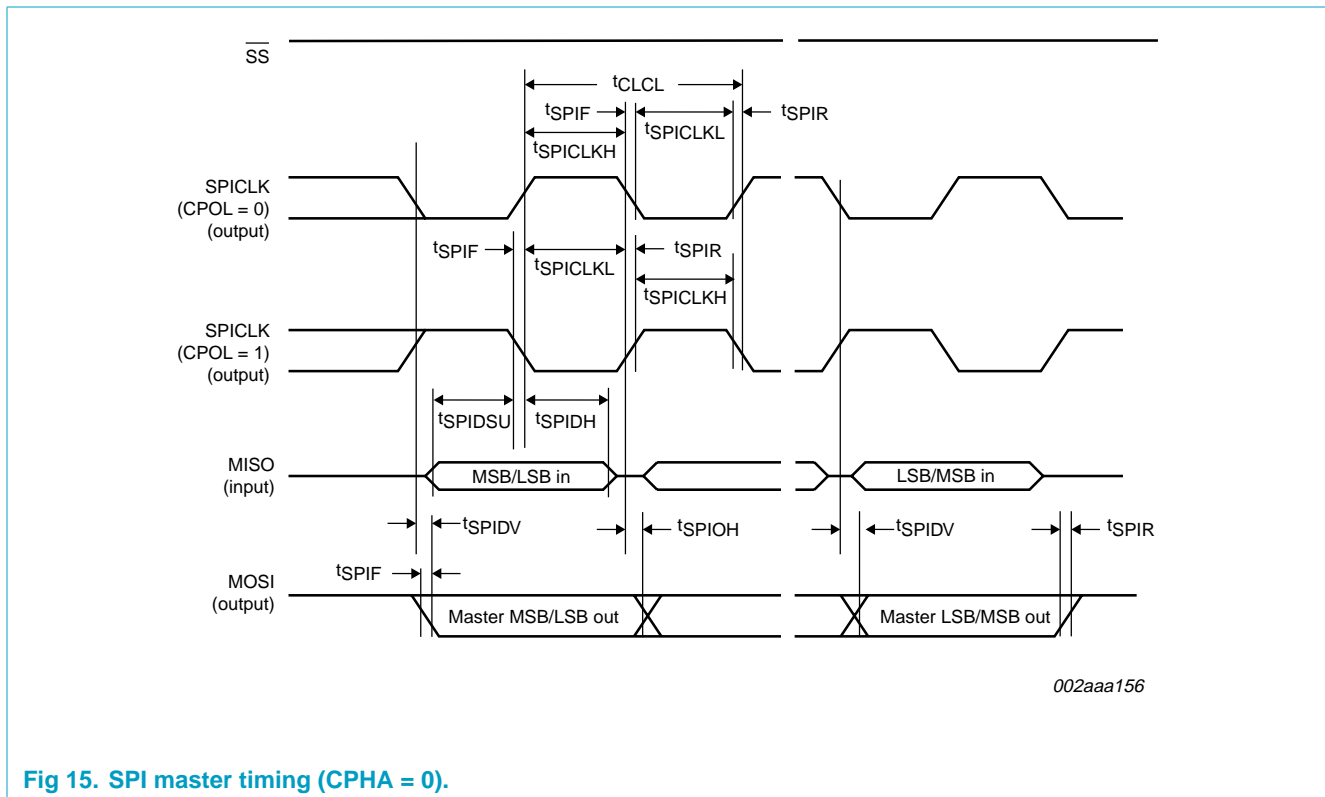 SS
tCLCL
tSPIF
tSPICLKL
tSPIR
tSPICLKH
SPICLK
(CPOL = 0)
(output)
tSPIF
tSPICLKL
tSPIR
tSPICLKH
SPICLK
(CPOL = 1)
(output)
tSPIDSU
tSPIDH
MISO
(input)
MSB/LSB in
LSB/MSB in
tSPIDV
tSPIOH
tSPIDV
tSPIR
tSPIF
MOSI
(output)
Master MSB/LSB out
Master LSB/MSB out
002aaa156
Fig 15. SPI master timing (CPHA = 0).